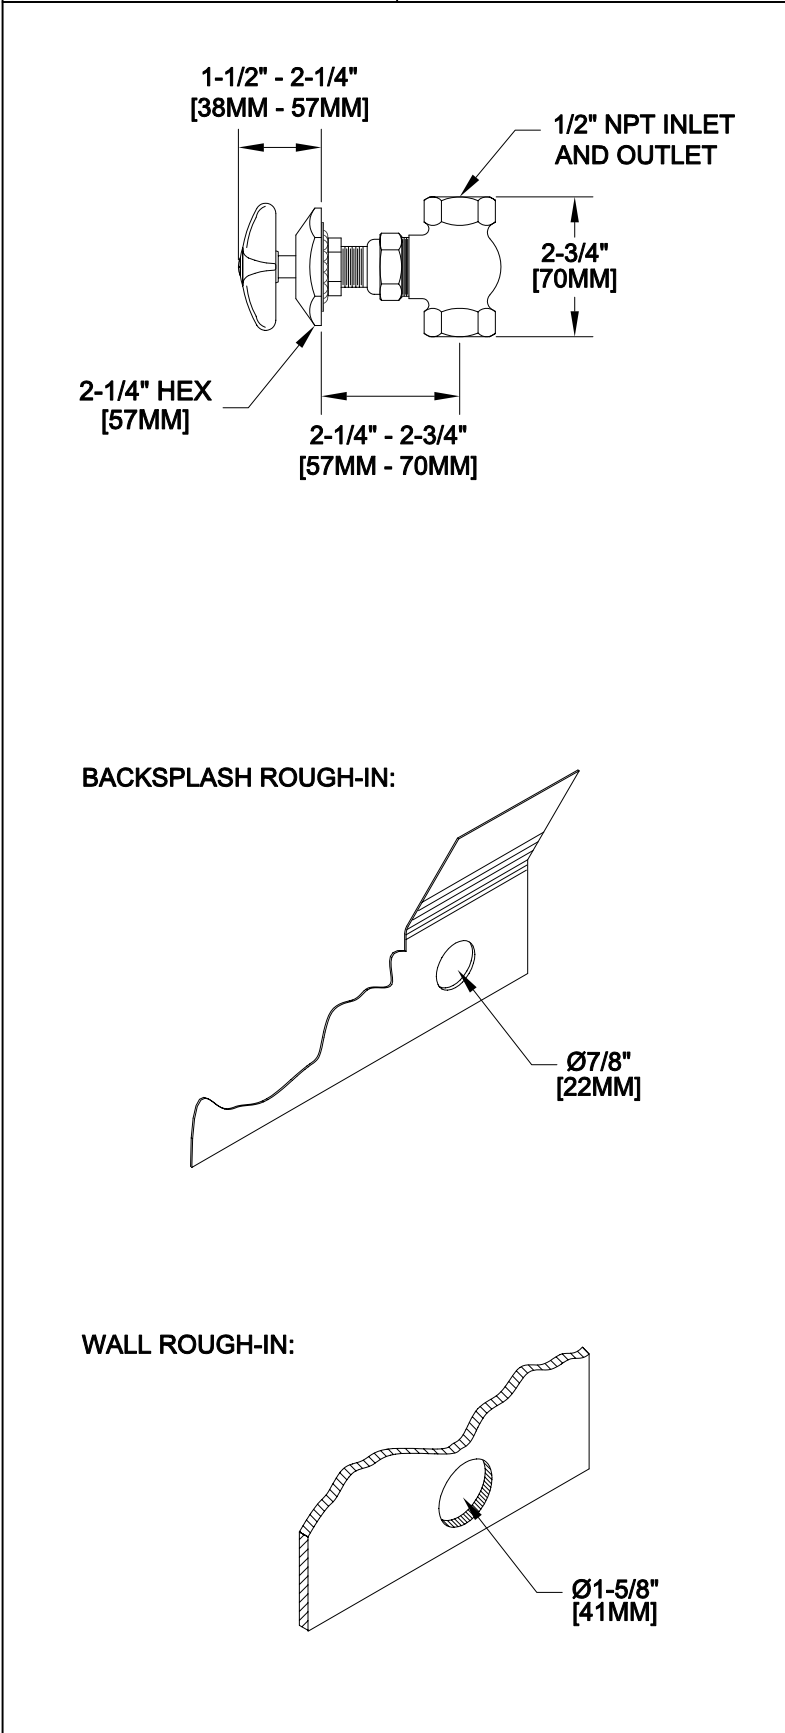 1-1/2" - 2-1/4"
[38MM - 57MM]
1/2" NPT INLET
AND OUTLET
2-3/4"
[70MM]
2-1/4" HEX
[57MM]
2-1/4" - 2-3/4"
[57MM - 70MM]
BACKSPLASH ROUGH-IN:
Ø7/8"
[22MM]
WALL ROUGH-IN:
Ø1-5/8"
[41MM]